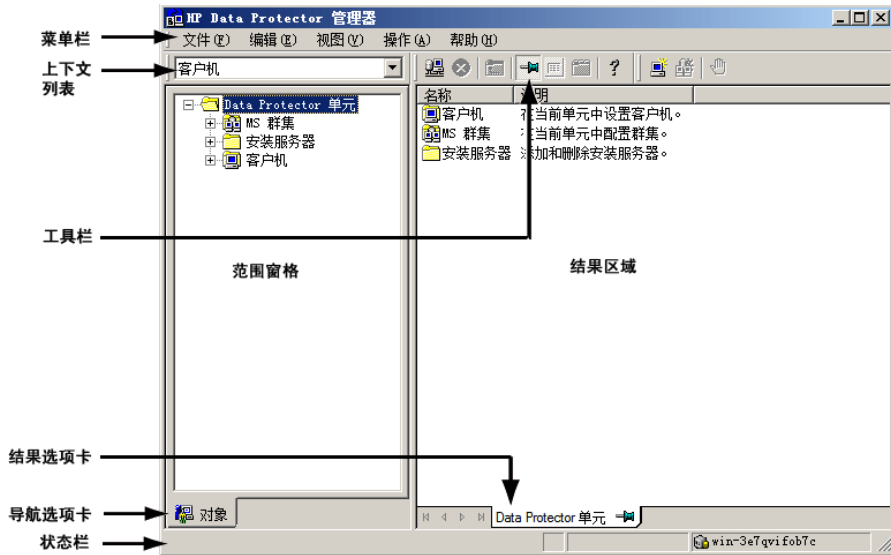 HP Data Protector 管理器
菜单栏
文件(F) 编辑(E) 视图(V) 操作(A) 帮助(H)
上下文
列表
客户机
名称 说明
Data Protector 单元
MS 群集
安装服务器
客户机
客户机 在当前单元中设置客户机。
MS 群集 在当前单元中配置群集。
安装服务器 添加和删除安装服务器。
工具栏
范围窗格
结果区域
结果选项卡
导航选项卡
对象
Data Protector 单元
状态栏
win-3e7qvifob7c